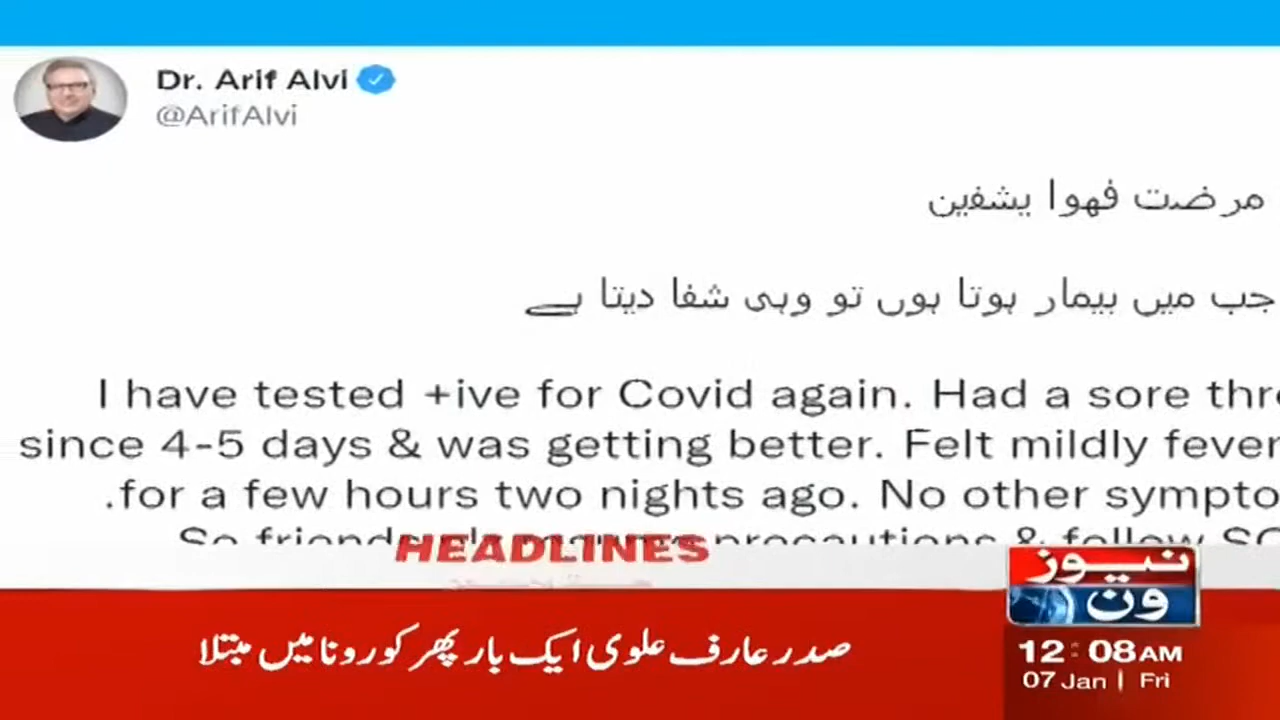 Dr. Arif Alvi
@ArifAlvi
مرضت فھوا یشفین
جب میں بیمار ہوتا ہوں تو وہی شفا دیتا ہے
I have tested +ive for Covid again. Had a sore
since 4-5 days & was getting better. Felt mildly
.for a few hours two nights ago. No other
So precautions & follow
HEADLINES
صدر عارف علوی ایک بار پھر کورونا میں مبتلا
نیوز
ون
12:08AM
07 Jan | Fri